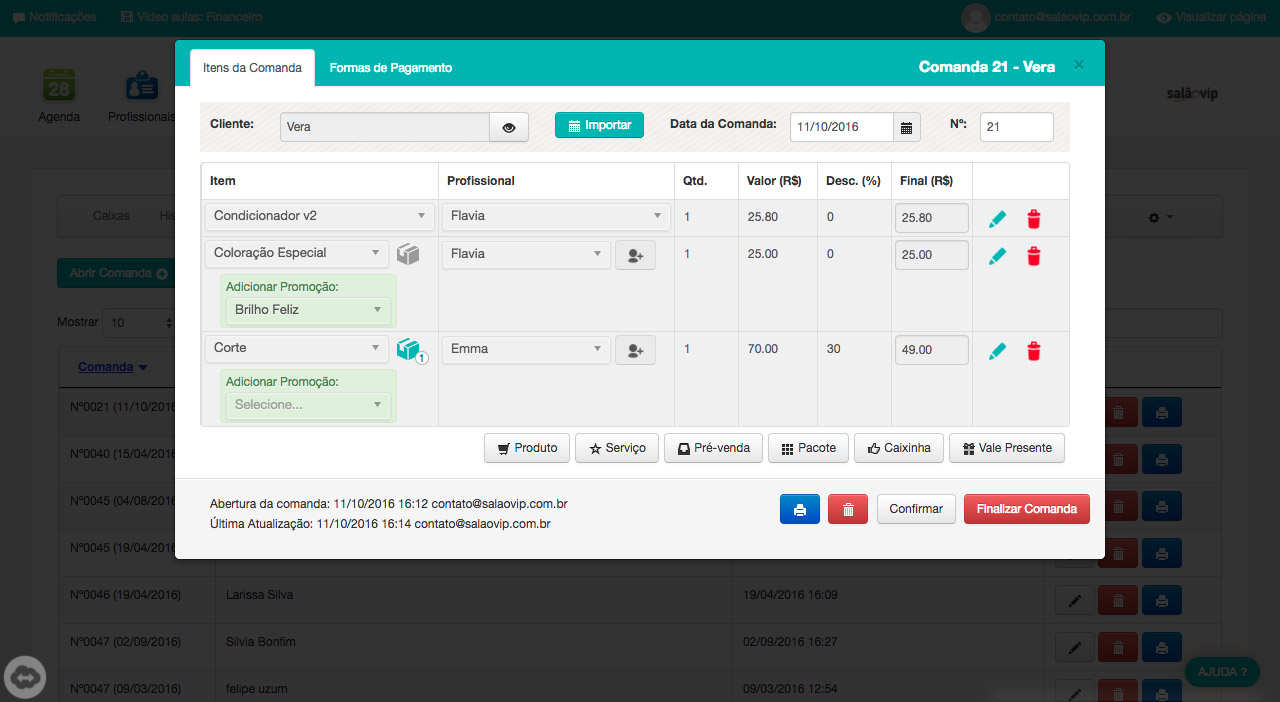 Notificações Vídeo aulas: Financeiro contato@salaovip.com.br Visualizar página
Itens da Comanda Formas de Pagamento Comanda 21 - Vera ×
28
Agenda Profissionais salãovip
Cliente: Vera Importar Data da Comanda: 11/10/2016 Nº: 21
Item Profissional Qtd. Valor (R$) Desc. (%) Final (R$)
Condicionador v2 Flavia 1 25.80 0 25.80
Caixas
Coloração Especial Flavia 1 25.00 0 25.00
Abrir Comanda
Adicionar Promoção:
Brilho Feliz
Mostrar 10
Corte 1 Emma 1 70.00 30 49.00
Comanda
Adicionar Promoção:
Selecione...
Nº0021 (11/10/2016
Produto Serviço Pré-venda Pacote Caixinha Vale Presente
Nº0040 (15/04/2016
Nº0045 (04/08/2016
Abertura da comanda: 11/10/2016 16:12 contato@salaovip.com.br
Última Atualização: 11/10/2016 16:14 contato@salaovip.com.br
Confirmar Finalizar Comanda
Nº0045 (19/04/2016
Nº0046 (19/04/2016) Larissa Silva 19/04/2016 16:09
Nº0047 (02/09/2016) Silvia Bonfim 02/09/2016 16:27
Nº0047 (09/03/2016) felipe uzum 09/03/2016 12:54
AJUDA ?